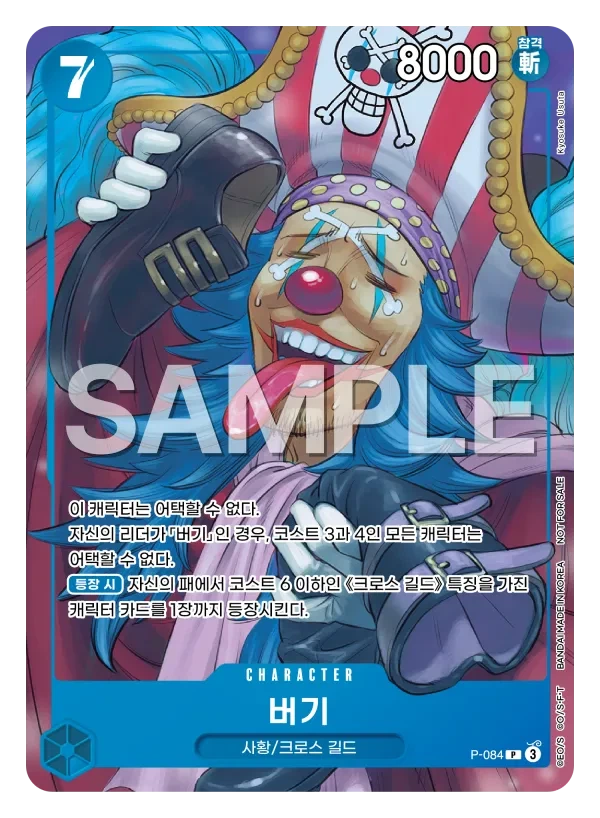 7
8000
참격
斬
Kyosuke Usuta
SAMPLE
이 캐릭터는 어택할 수 없다.
자신의 리더가 「버기」인 경우, 코스트 3과 4인 모든 캐릭터는
어택할 수 없다.
등장 시 자신의 패에서 코스트 6 이하인 《크로스 길드》 특징을 가진
캐릭터 카드를 1장까지 등장시킨다.
CHARACTER
버기
사황/크로스 길드
P-084 P 3
©EO/S ©O/S·F·T BANDAI MADE IN KOREA NOT FOR SALE